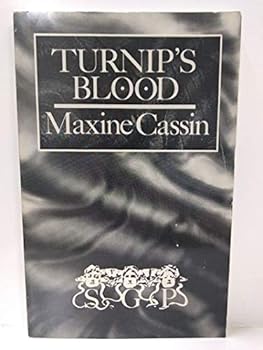 TURNIP'S
BLOOD
Maxine Cassin
S G P